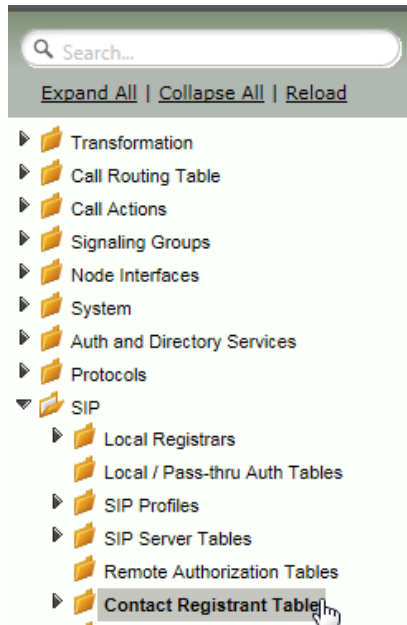 Search...
Expand All | Collapse All | Reload
Transformation
Call Routing Table
Call Actions
Signaling Groups
Node Interfaces
System
Auth and Directory Services
Protocols
SIP
Local Registrars
Local / Pass-thru Auth Tables
SIP Profiles
SIP Server Tables
Remote Authorization Tables
Contact Registrant Table